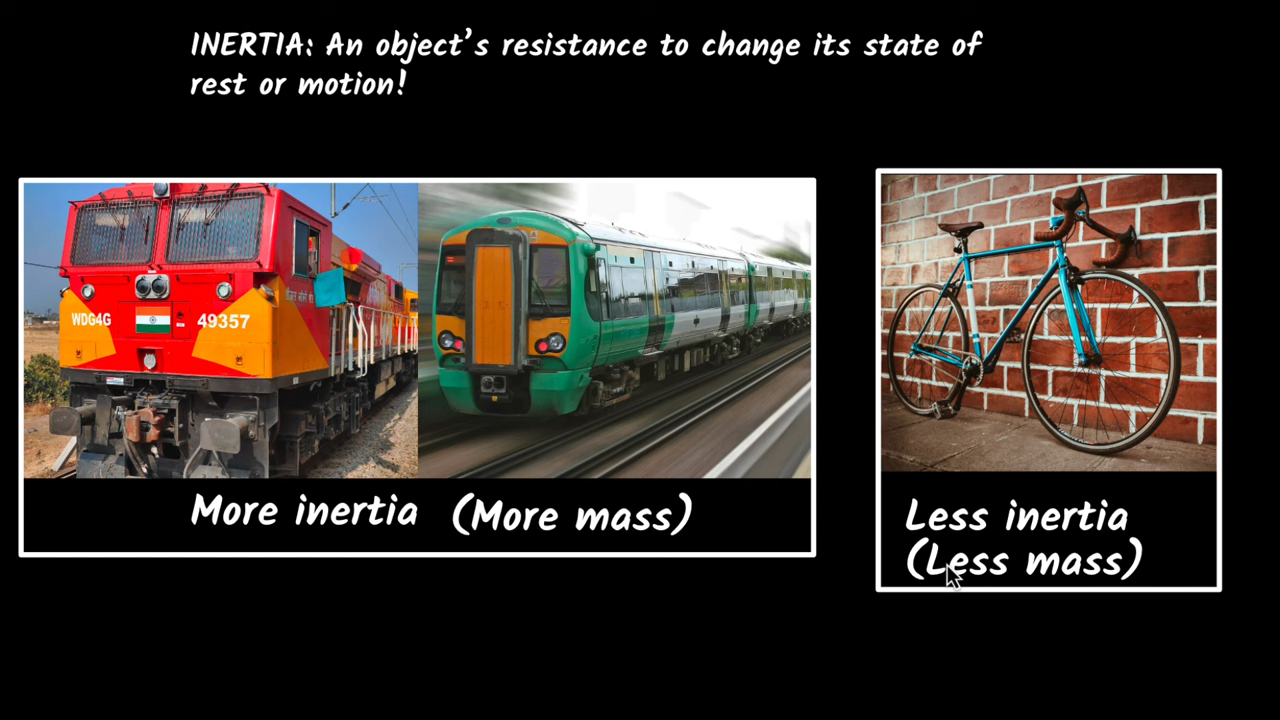 INERTIA: An object's resistance to change its state of
rest or motion!
WDG4G
49357
More inertia (More mass)
Less inertia
(Less mass)